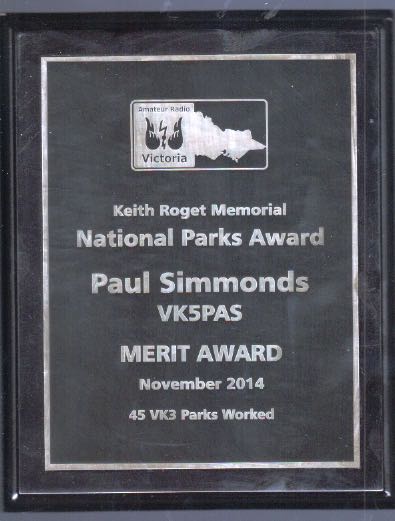 Amateur Radio
Victoria
Keith Roget Memorial
National Parks Award
Paul Simmonds
VK5PAS
MERIT AWARD
November 2014
45 VK3 Parks Worked